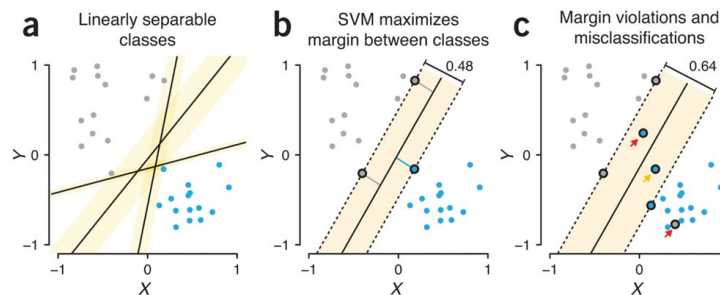 a
Linearly separable
classes
1
0
−1
Y
−1
0
1
X
b
SVM maximizes
margin between classes
0.48
1
0
−1
Y
−1
0
1
X
c
Margin violations and
misclassifications
0.64
1
0
−1
Y
−1
0
1
X